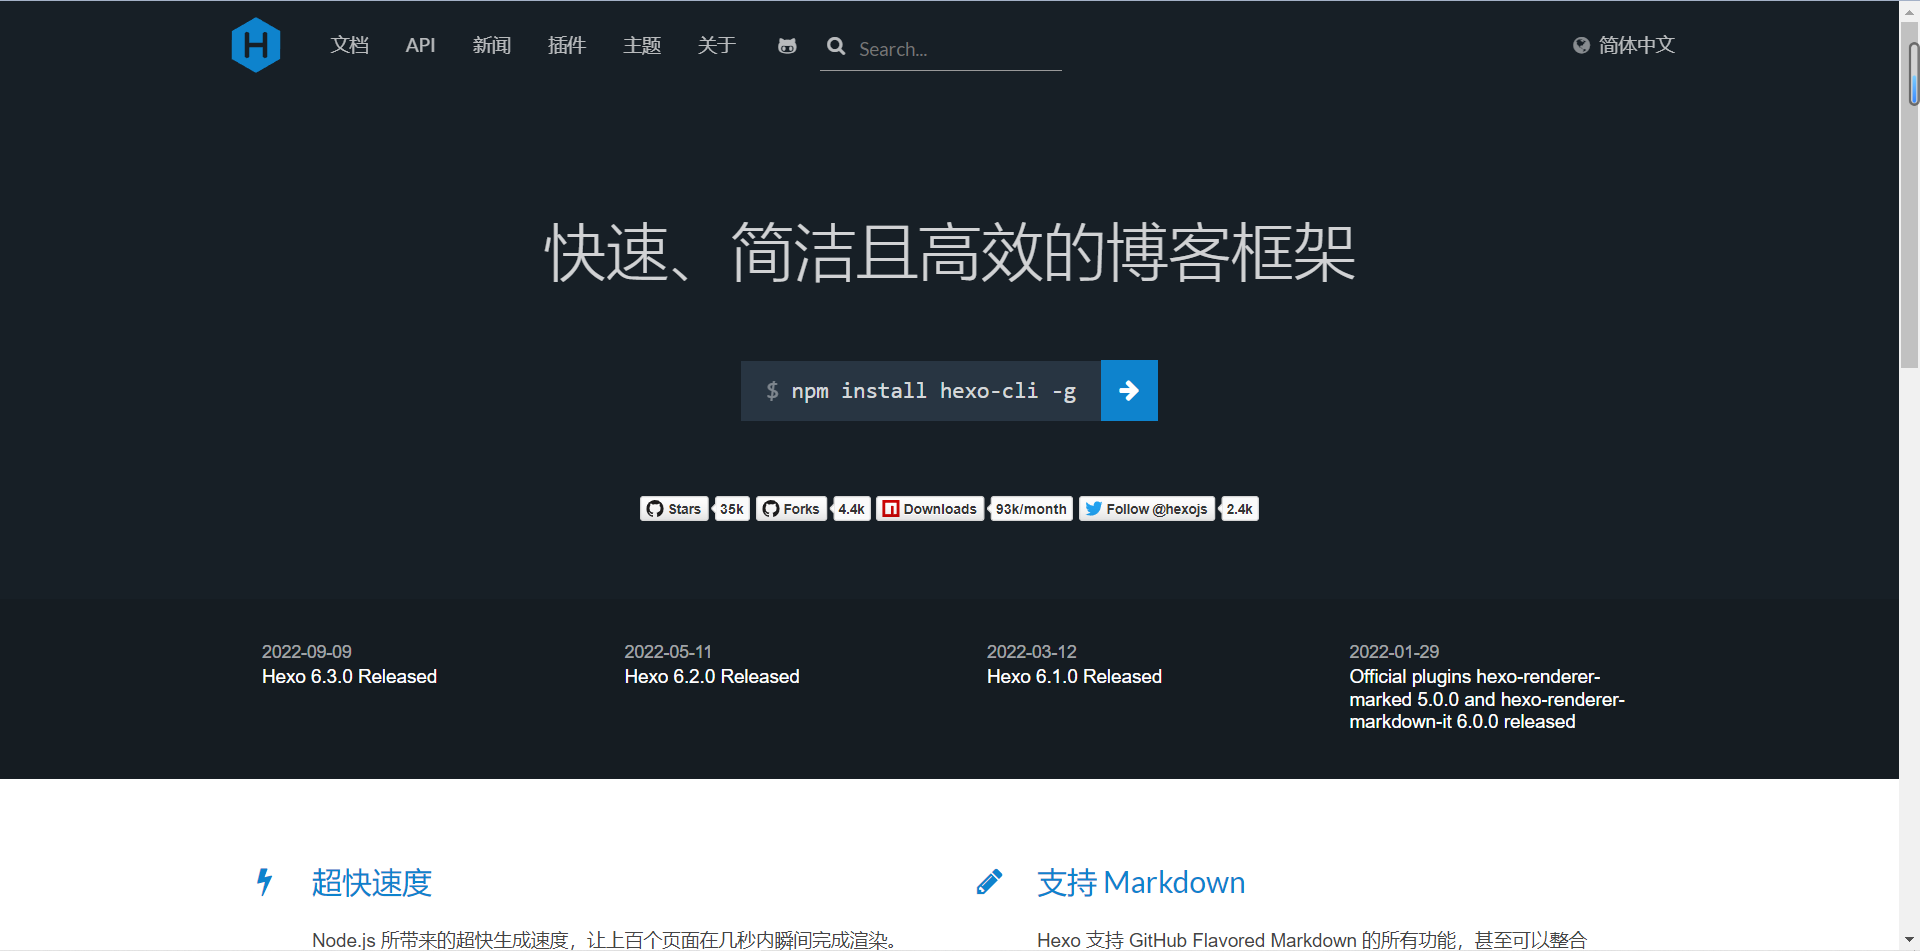 H 文档 API 新闻 插件 主题 关于 Search... 简体中文
快速、简洁且高效的博客框架
$ npm install hexo-cli -g
Stars 35k Forks 4.4k Downloads 93k/month Follow @hexojs 2.4k
2022-09-09
Hexo 6.3.0 Released
2022-05-11
Hexo 6.2.0 Released
2022-03-12
Hexo 6.1.0 Released
2022-01-29
Official plugins hexo-renderer-
marked 5.0.0 and hexo-renderer-
markdown-it 6.0.0 released
超快速度
Node.js 所带来的超快生成速度，让上百个页面在几秒内瞬间完成渲染。
支持 Markdown
Hexo 支持 GitHub Flavored Markdown 的所有功能，甚至可以整合